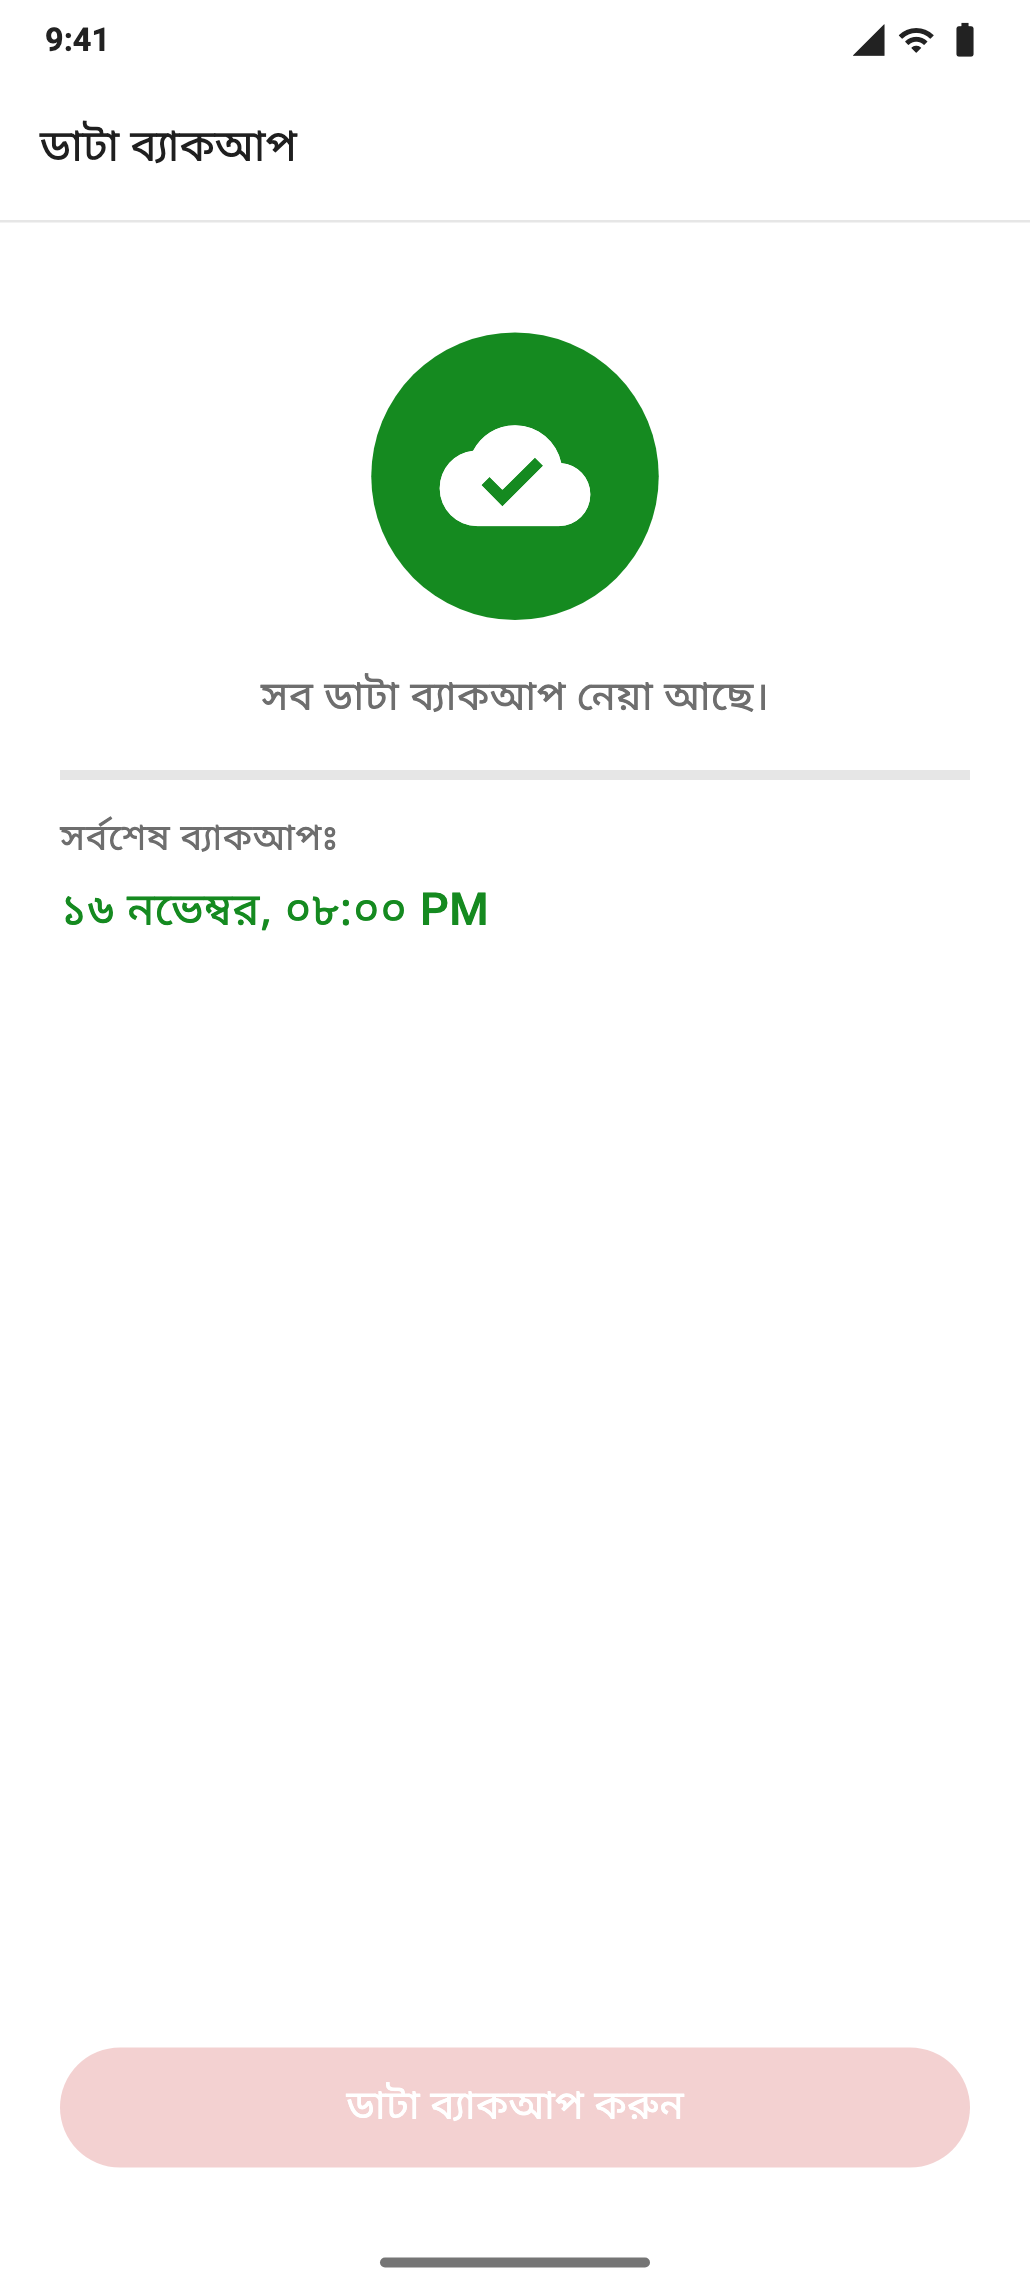 9:41
ডাটা ব্যাকআপ
সব ডাটা ব্যাকআপ নেয়া আছে।
সর্বশেষ ব্যাকআপঃ
১৬ নভেম্বর, ০৮:০০ PM
ডাটা ব্যাকআপ করুন